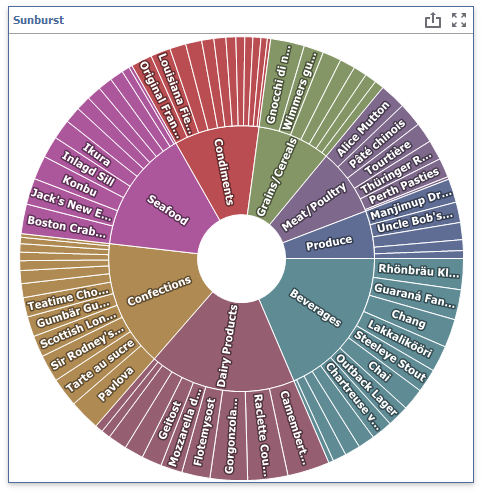 Sunburst
Condiments
Original Fran...
Louisiana Fie...
Grains/Cereals
Gnocchi di n...
Wimmers gu...
Meat/Poultry
Alice Mutton
Pâté chinois
Tourtière
Thüringer R...
Perth Pasties
Produce
Manjimup Dr...
Uncle Bob's...
Beverages
Rhönbräu Kl...
Guaraná Fan...
Chang
Lakkalikööri
Steeleye Stout
Chai
Outback Lager
Chartreuse v...
Dairy Products
Camembert...
Raclette Cou...
Gorgonzola...
Flotemysost
Mozzarella d...
Geitost
Confections
Pavlova
Tarte au sucre
Sir Rodney's...
Scottish Lon...
Gumbär Gu...
Teatime Cho...
Seafood
Boston Crab...
Jack's New E...
Konbu
Inlagd Sill
Ikura